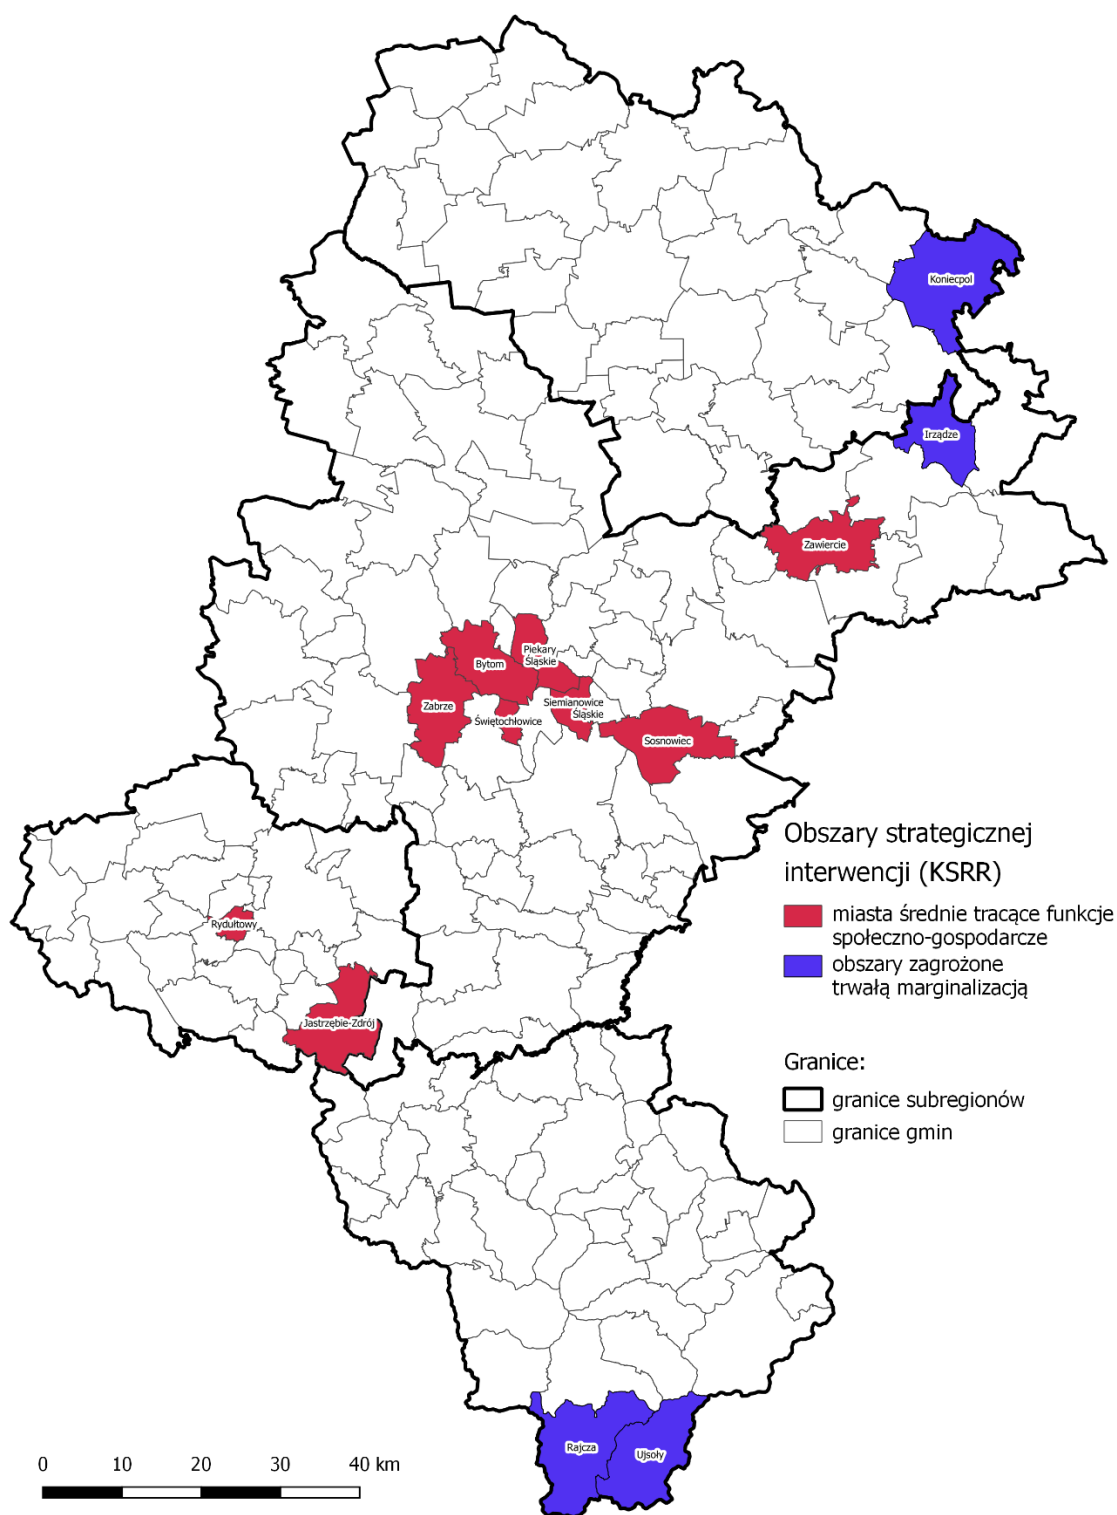 Koniecpol
Irządze
Zawiercie
Piekary
Śląskie
Bytom
Siemianowice
Śląskie
Zabrze
Świętochłowice
Sosnowiec
Obszary strategicznej
interwencji (KSRR)
miasta średnie tracące funkcje
społeczno-gospodarcze
obszary zagrożone
trwałą marginalizacją
Rydułtowy
Jastrzębie-Zdrój
Granice:
granice subregionów
granice gmin
Rajcza
Ujsoły
0 10 20 30 40 km